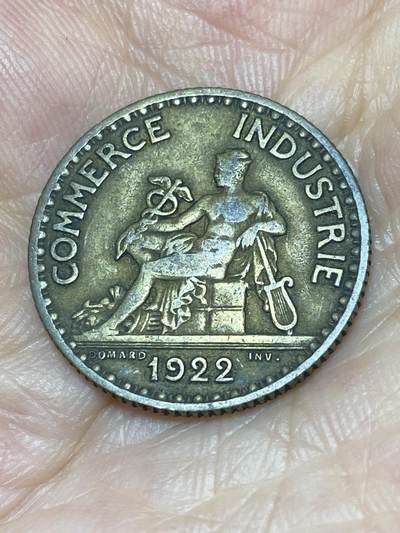 COMMERCE INDUSTRIE
DOMARD INV.
1922